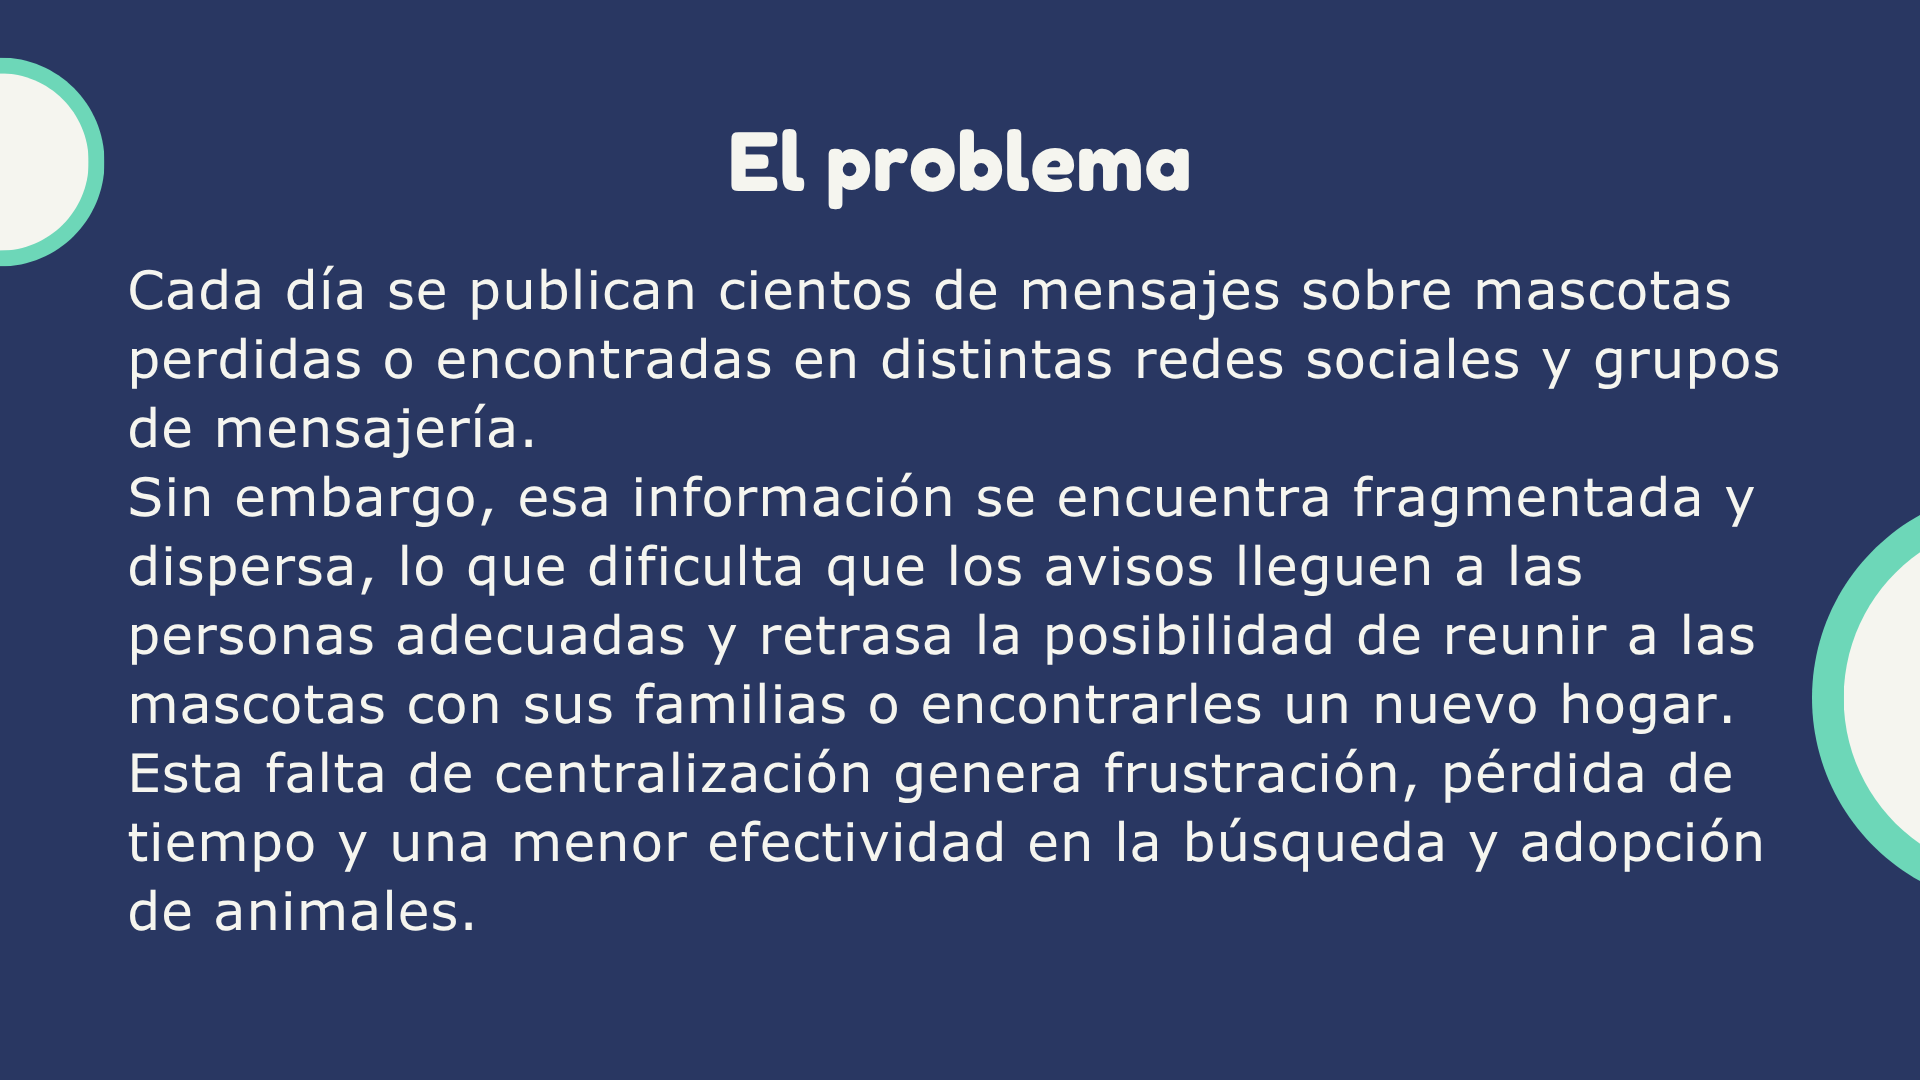 El problema
Cada día se publican cientos de mensajes sobre mascotas
perdidas o encontradas en distintas redes sociales y grupos
de mensajería.
Sin embargo, esa información se encuentra fragmentada y
dispersa, lo que dificulta que los avisos lleguen a las
personas adecuadas y retrasa la posibilidad de reunir a las
mascotas con sus familias o encontrarles un nuevo hogar.
Esta falta de centralización genera frustración, pérdida de
tiempo y una menor efectividad en la búsqueda y adopción
de animales.